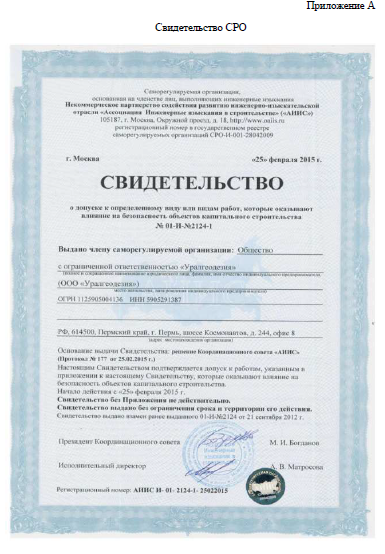 Приложение А
Свидетельство СРО
Саморегулируемая организация,
основанная на членстве лиц, выполняющих инженерные изыскания
Некоммерческое партнерство содействия развитию инженерно-изыскательской
отрасли «Ассоциация Инженерные изыскания в строительстве» («АИИС»)
105187, г. Москва, Окружной проезд, д. 18, http://www.oaiis.ru
регистрационный номер в государственном реестре
саморегулируемых организаций СРО-И-001-28042009
г. Москва «25» февраля 2015 г.
СВИДЕТЕЛЬСТВО
о допуске к определенному виду или видам работ, которые оказывают
влияние на безопасность объектов капитального строительства
№ 01-И-№2124-1
Выдано члену саморегулируемой организации: Общество
с ограниченной ответственностью «Уралгеодезия»
(ООО «Уралгеодезия»)
ОГРН 1125905004136 ИНН 5905291387
РФ, 614500, Пермский край, г. Пермь, шоссе Космонавтов, д. 244, офис 8
Основание выдачи Свидетельства: решение Координационного совета «АИИС»
(Протокол № 177 от 25.02.2015 г.)
Настоящим Свидетельством подтверждается допуск к работам, указанным в
приложении к настоящему Свидетельству, которые оказывают влияние на
безопасность объектов капитального строительства.
Начало действия с «25» февраля 2015 г.
Свидетельство без Приложения не действительно.
Свидетельство выдано без ограничения срока и территории его действия.
Свидетельство выдано взамен ранее выданного 01-И-№2124 от 21 сентября 2012 г.
Президент Координационного совета М. И. Богданов
Исполнительный директор А. В. Матросова
Регистрационный номер: АИИС И- 01- 2124-1- 25022015